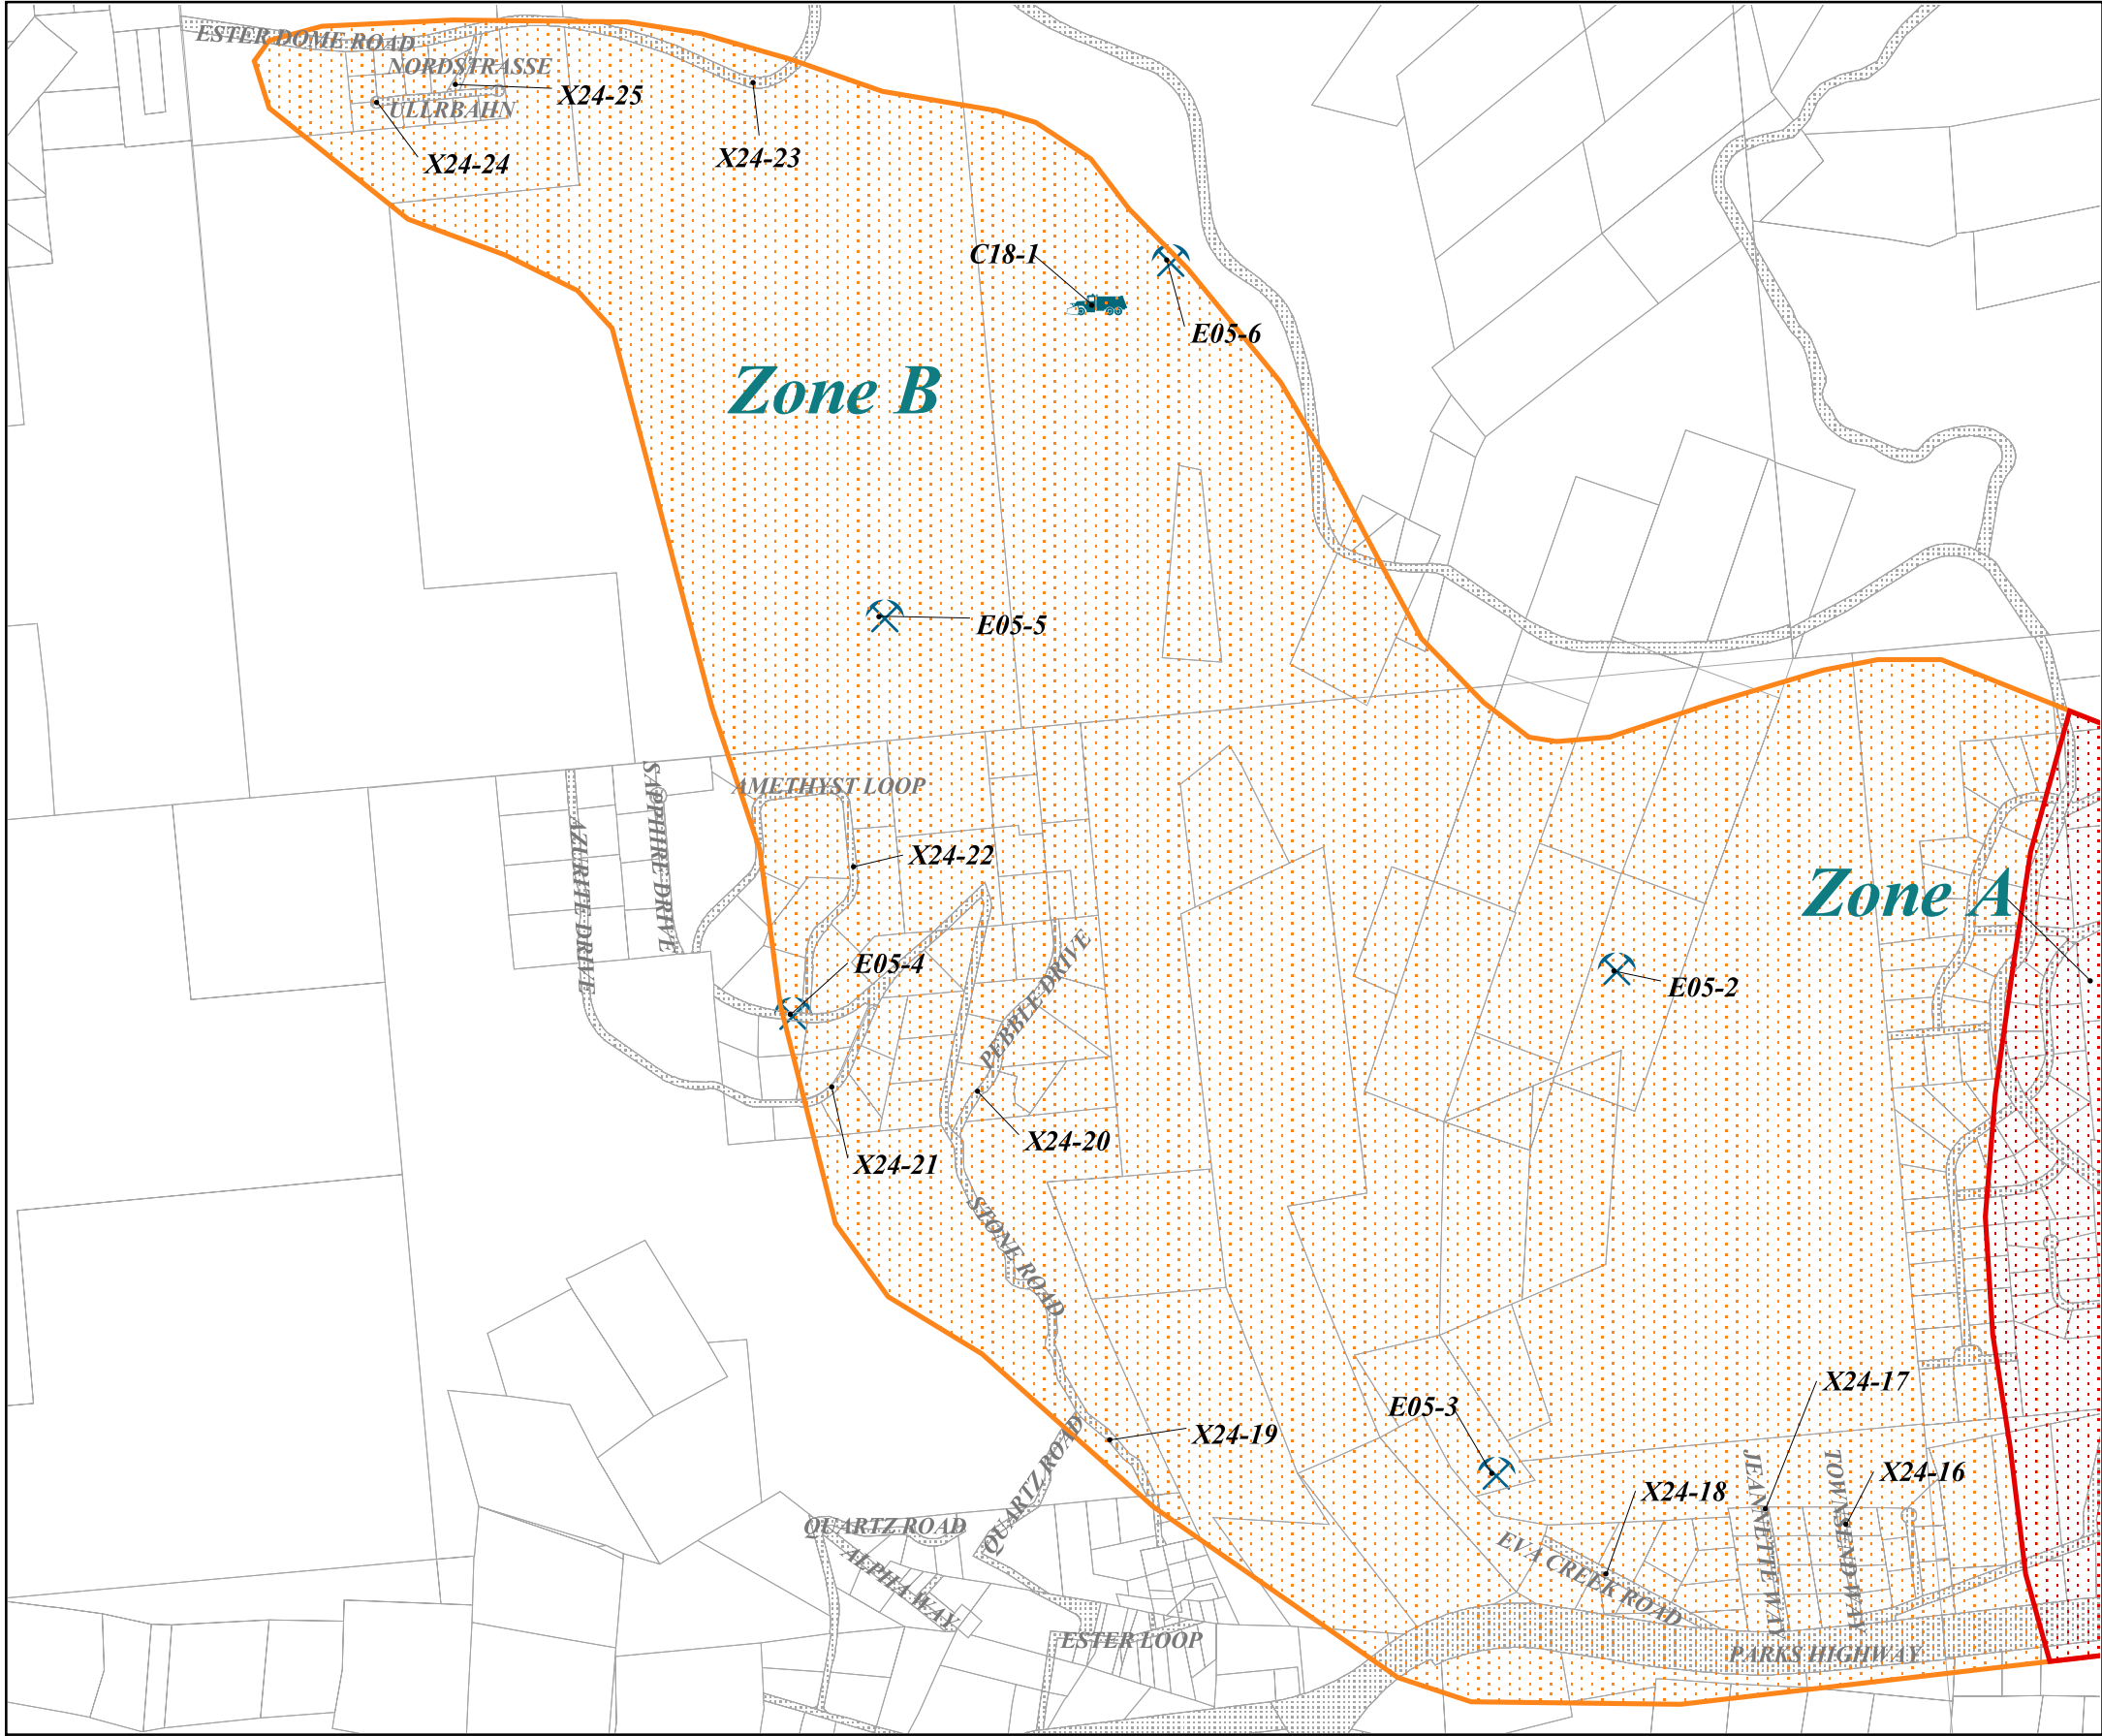 ESTER DOME ROAD
NORDSTRASSE
X24-25
ULLRBAHN
X24-24
X24-23
C18-1
E05-6
Zone B
E05-5
AMETHYST LOOP
SAPPHIRE DRIVE
AZURITE DRIVE
X24-22
Zone A
E05-4
PEBBLE DRIVE
E05-2
X24-20
X24-21
STONE ROAD
X24-17
E05-3
X24-19
X24-16
X24-18
JEANETTE WAY
TOWNSEND WAY
QUARTZ ROAD
QUARTZ ROAD
ALPHA WAY
EVA CREEK ROAD
ESTER LOOP
PARKS HIGHWAY